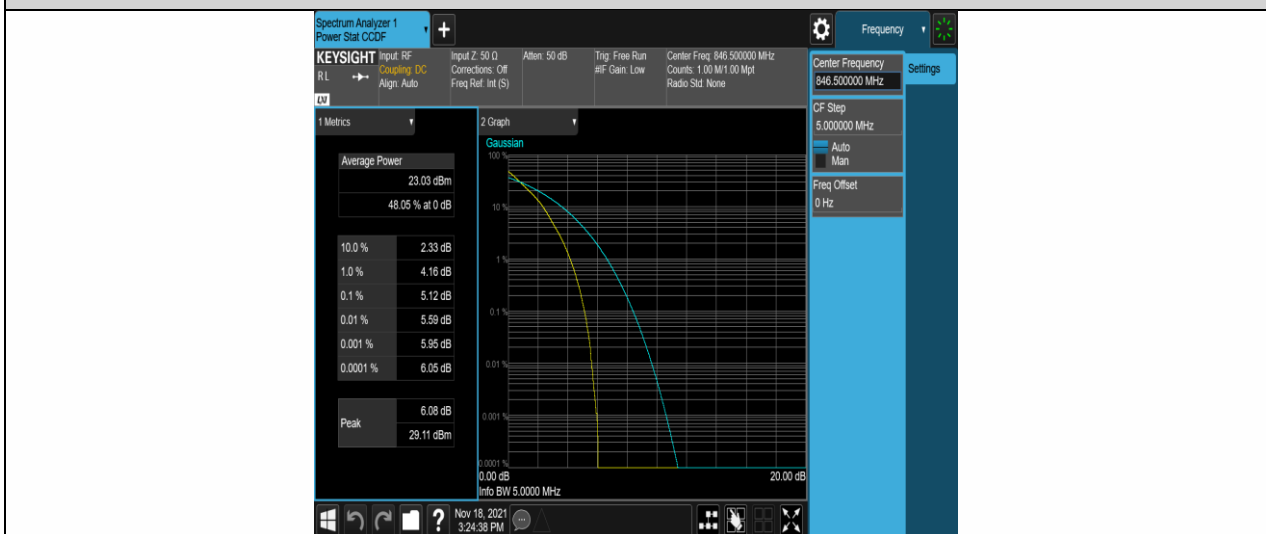 Spectrum Analyzer 1
Power Stat CCDF
+
Frequency
KEYSIGHT
RL
LXI
Input: RF
Coupling: DC
Align: Auto
Input Z: 50 Ω
Corrections: Off
Freq Ref: Int (S)
Atten: 50 dB
Trig: Free Run
#IF Gain: Low
Center Freq: 846.500000 MHz
Counts: 1.00 M/1.00 Mpt
Radio Std: None
1 Metrics
Average Power
23.03 dBm
48.05 % at 0 dB
10.0 % 2.33 dB
1.0 % 4.16 dB
0.1 % 5.12 dB
0.01 % 5.59 dB
0.001 % 5.95 dB
0.0001 % 6.05 dB
Peak
6.08 dB
29.11 dBm
2 Graph
Gaussian
100 %
10 %
1 %
0.1 %
0.01 %
0.001 %
0.0001 %
0.00 dB 20.00 dB
Info BW 5.0000 MHz
Center Frequency
846.500000 MHz
Settings
CF Step
5.000000 MHz
Auto
Man
Freq Offset
0 Hz
?
Nov 18, 2021
3:24:38 PM